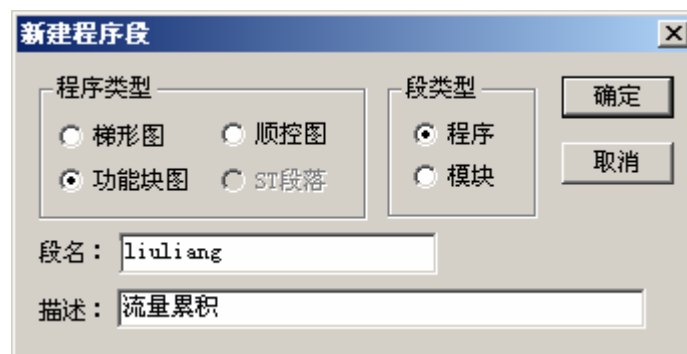 新建程序段
程序类型
段类型
确定
梯形图 顺控图
程序
取消
功能块图 ST段落
模块
段名： liuliang
描述： 流量累积